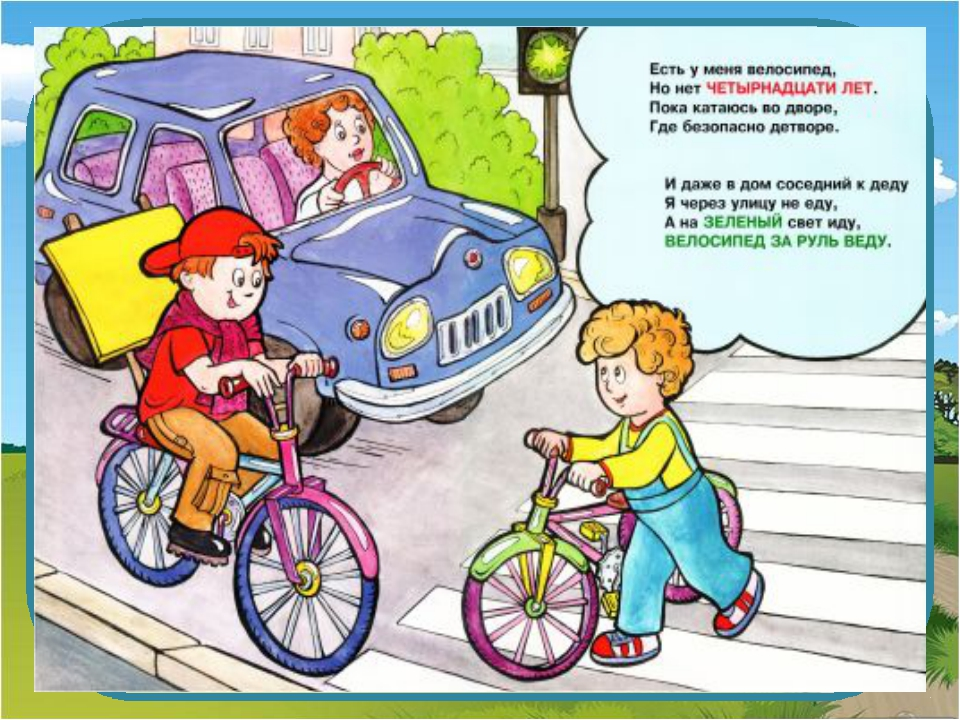 Есть у меня велосипед,
Но нет ЧЕТЫРНАДЦАТИ ЛЕТ.
Пока катаюсь во дворе,
Где безопасно детворе.
И даже в дом соседний к деду
Я через улицу не еду,
А на ЗЕЛЕНЫЙ свет иду,
ВЕЛОСИПЕД ЗА РУЛЬ ВЕДУ.